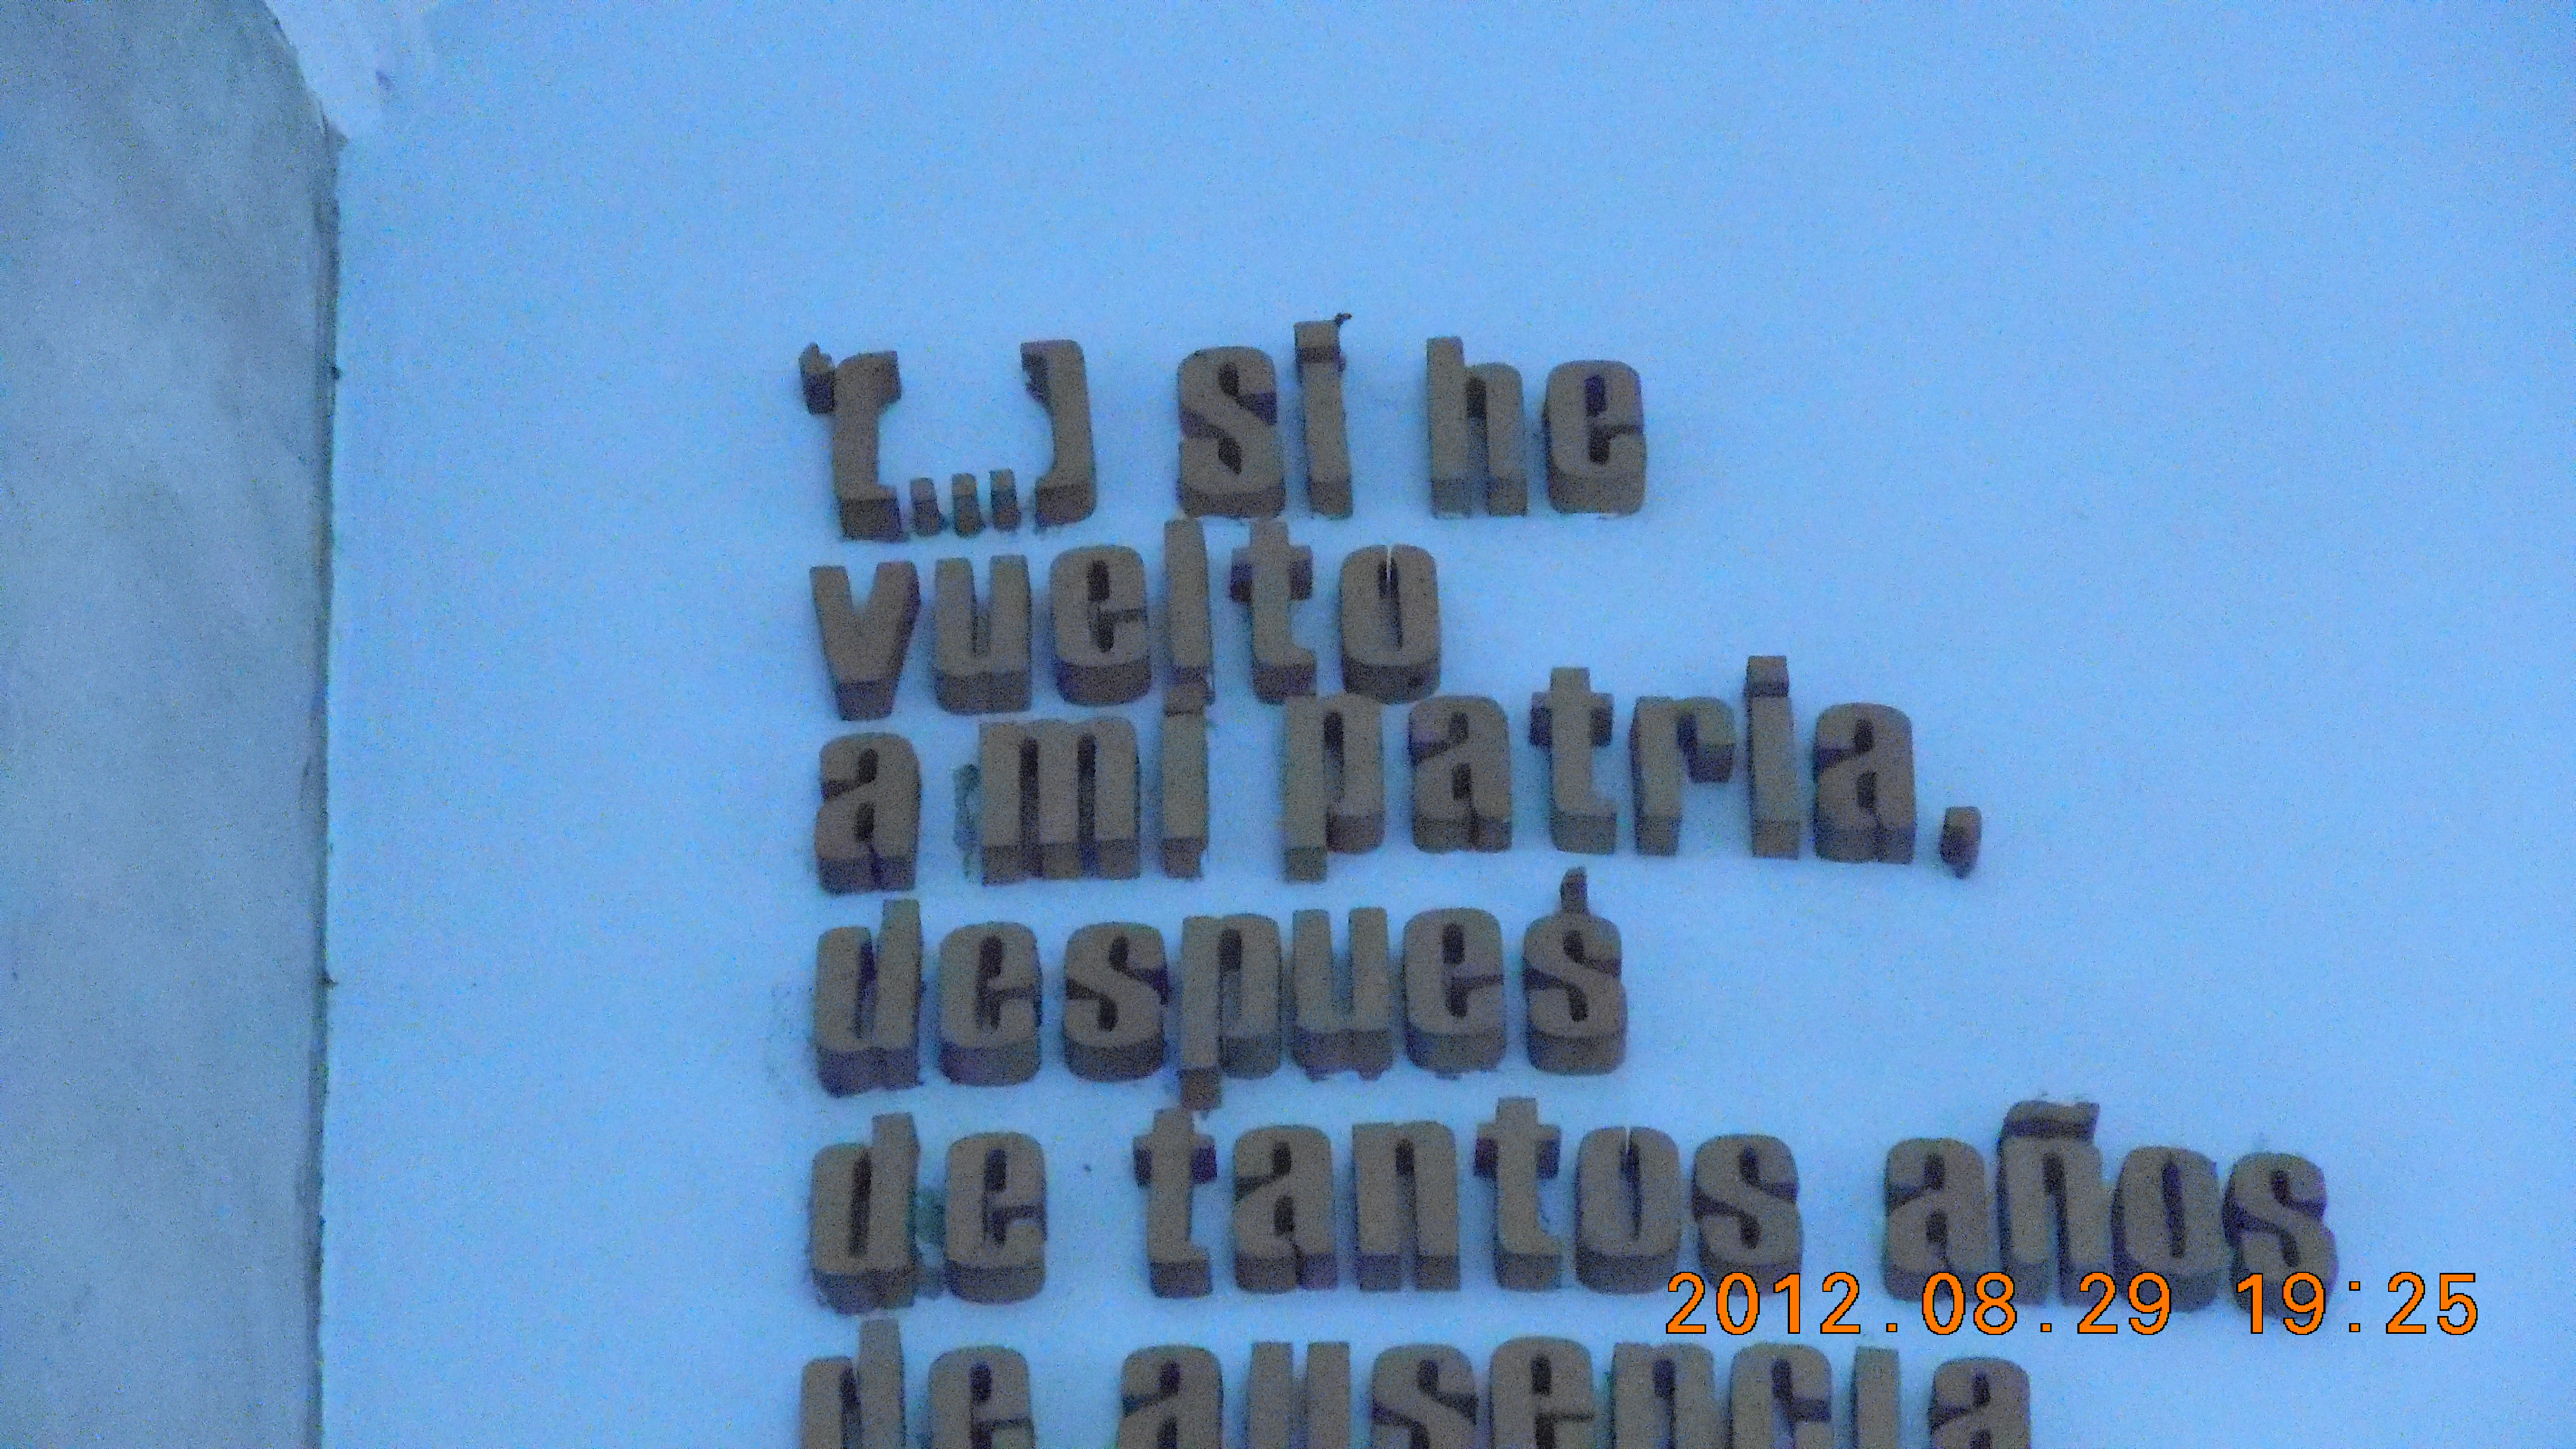 "[...] si he
vuelto
a mi patria,
después
de tantos años
de ausencia
2012.08.29 19:25